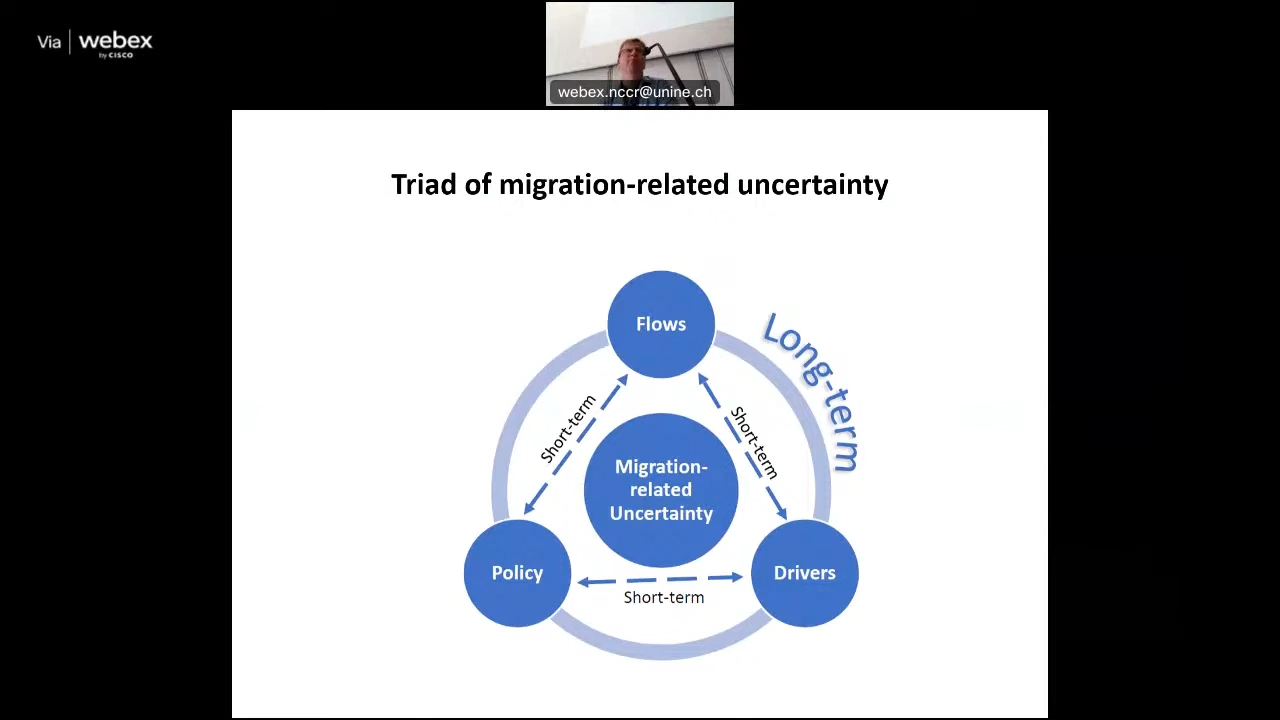 Via webex
by CISCO
webex.nccr@unine.ch
Triad of migration-related uncertainty
Flows
Long-term
Short-term
Short-term
Migration-
related
Uncertainty
Policy
Drivers
Short-term